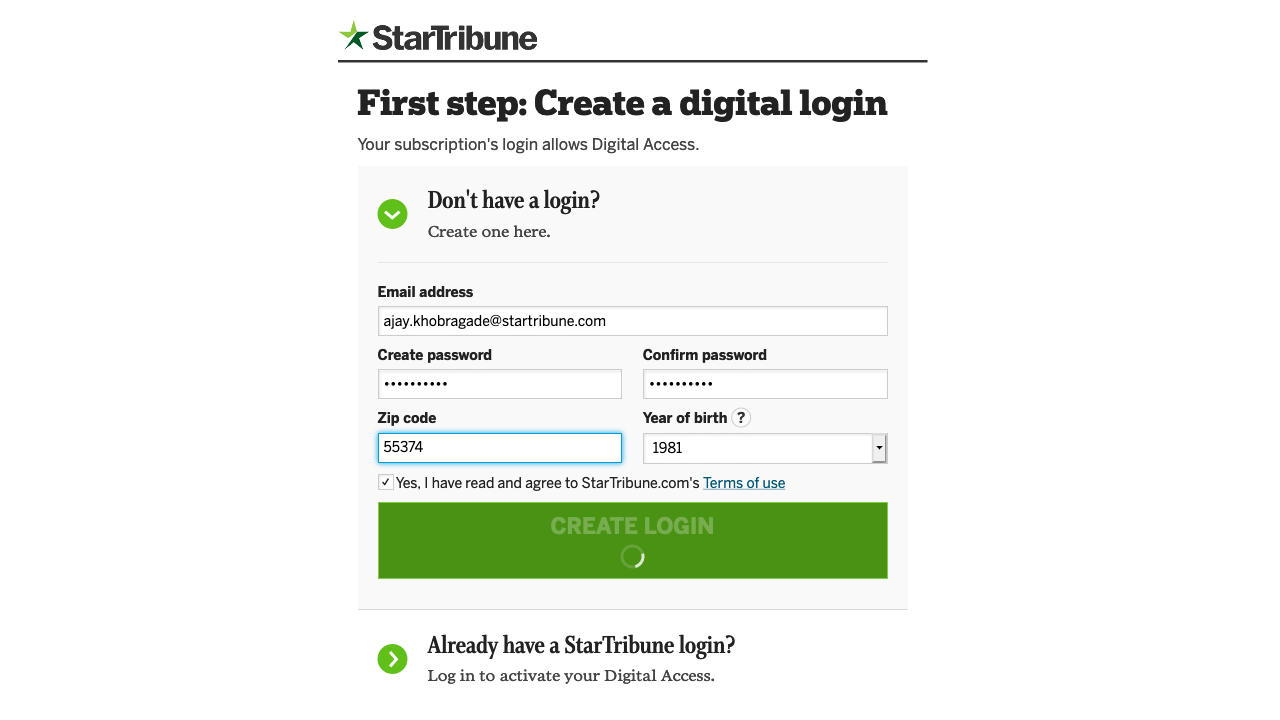 StarTribune
First step: Create a digital login
Your subscription's login allows Digital Access.
Don't have a login?
Create one here.
Email address
ajay.khobragade@startribune.com
Create password Confirm password
•••••••••• ••••••••••
Zip code Year of birth ?
55374 1981
Yes, I have read and agree to StarTribune.com's Terms of use
CREATE LOGIN
Already have a StarTribune login?
Log in to activate your Digital Access.